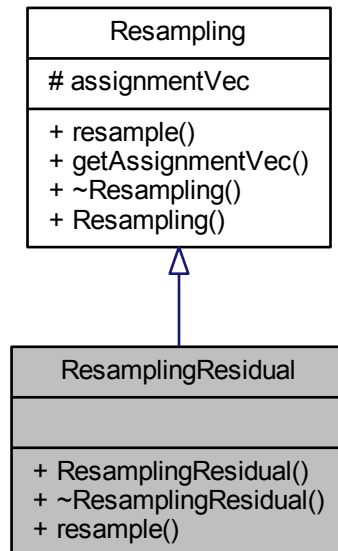 Resampling
# assignmentVec
+ resample()
+ getAssignmentVec()
+ ~Resampling()
+ Resampling()
ResamplingResidual
+ ResamplingResidual()
+ ~ResamplingResidual()
+ resample()